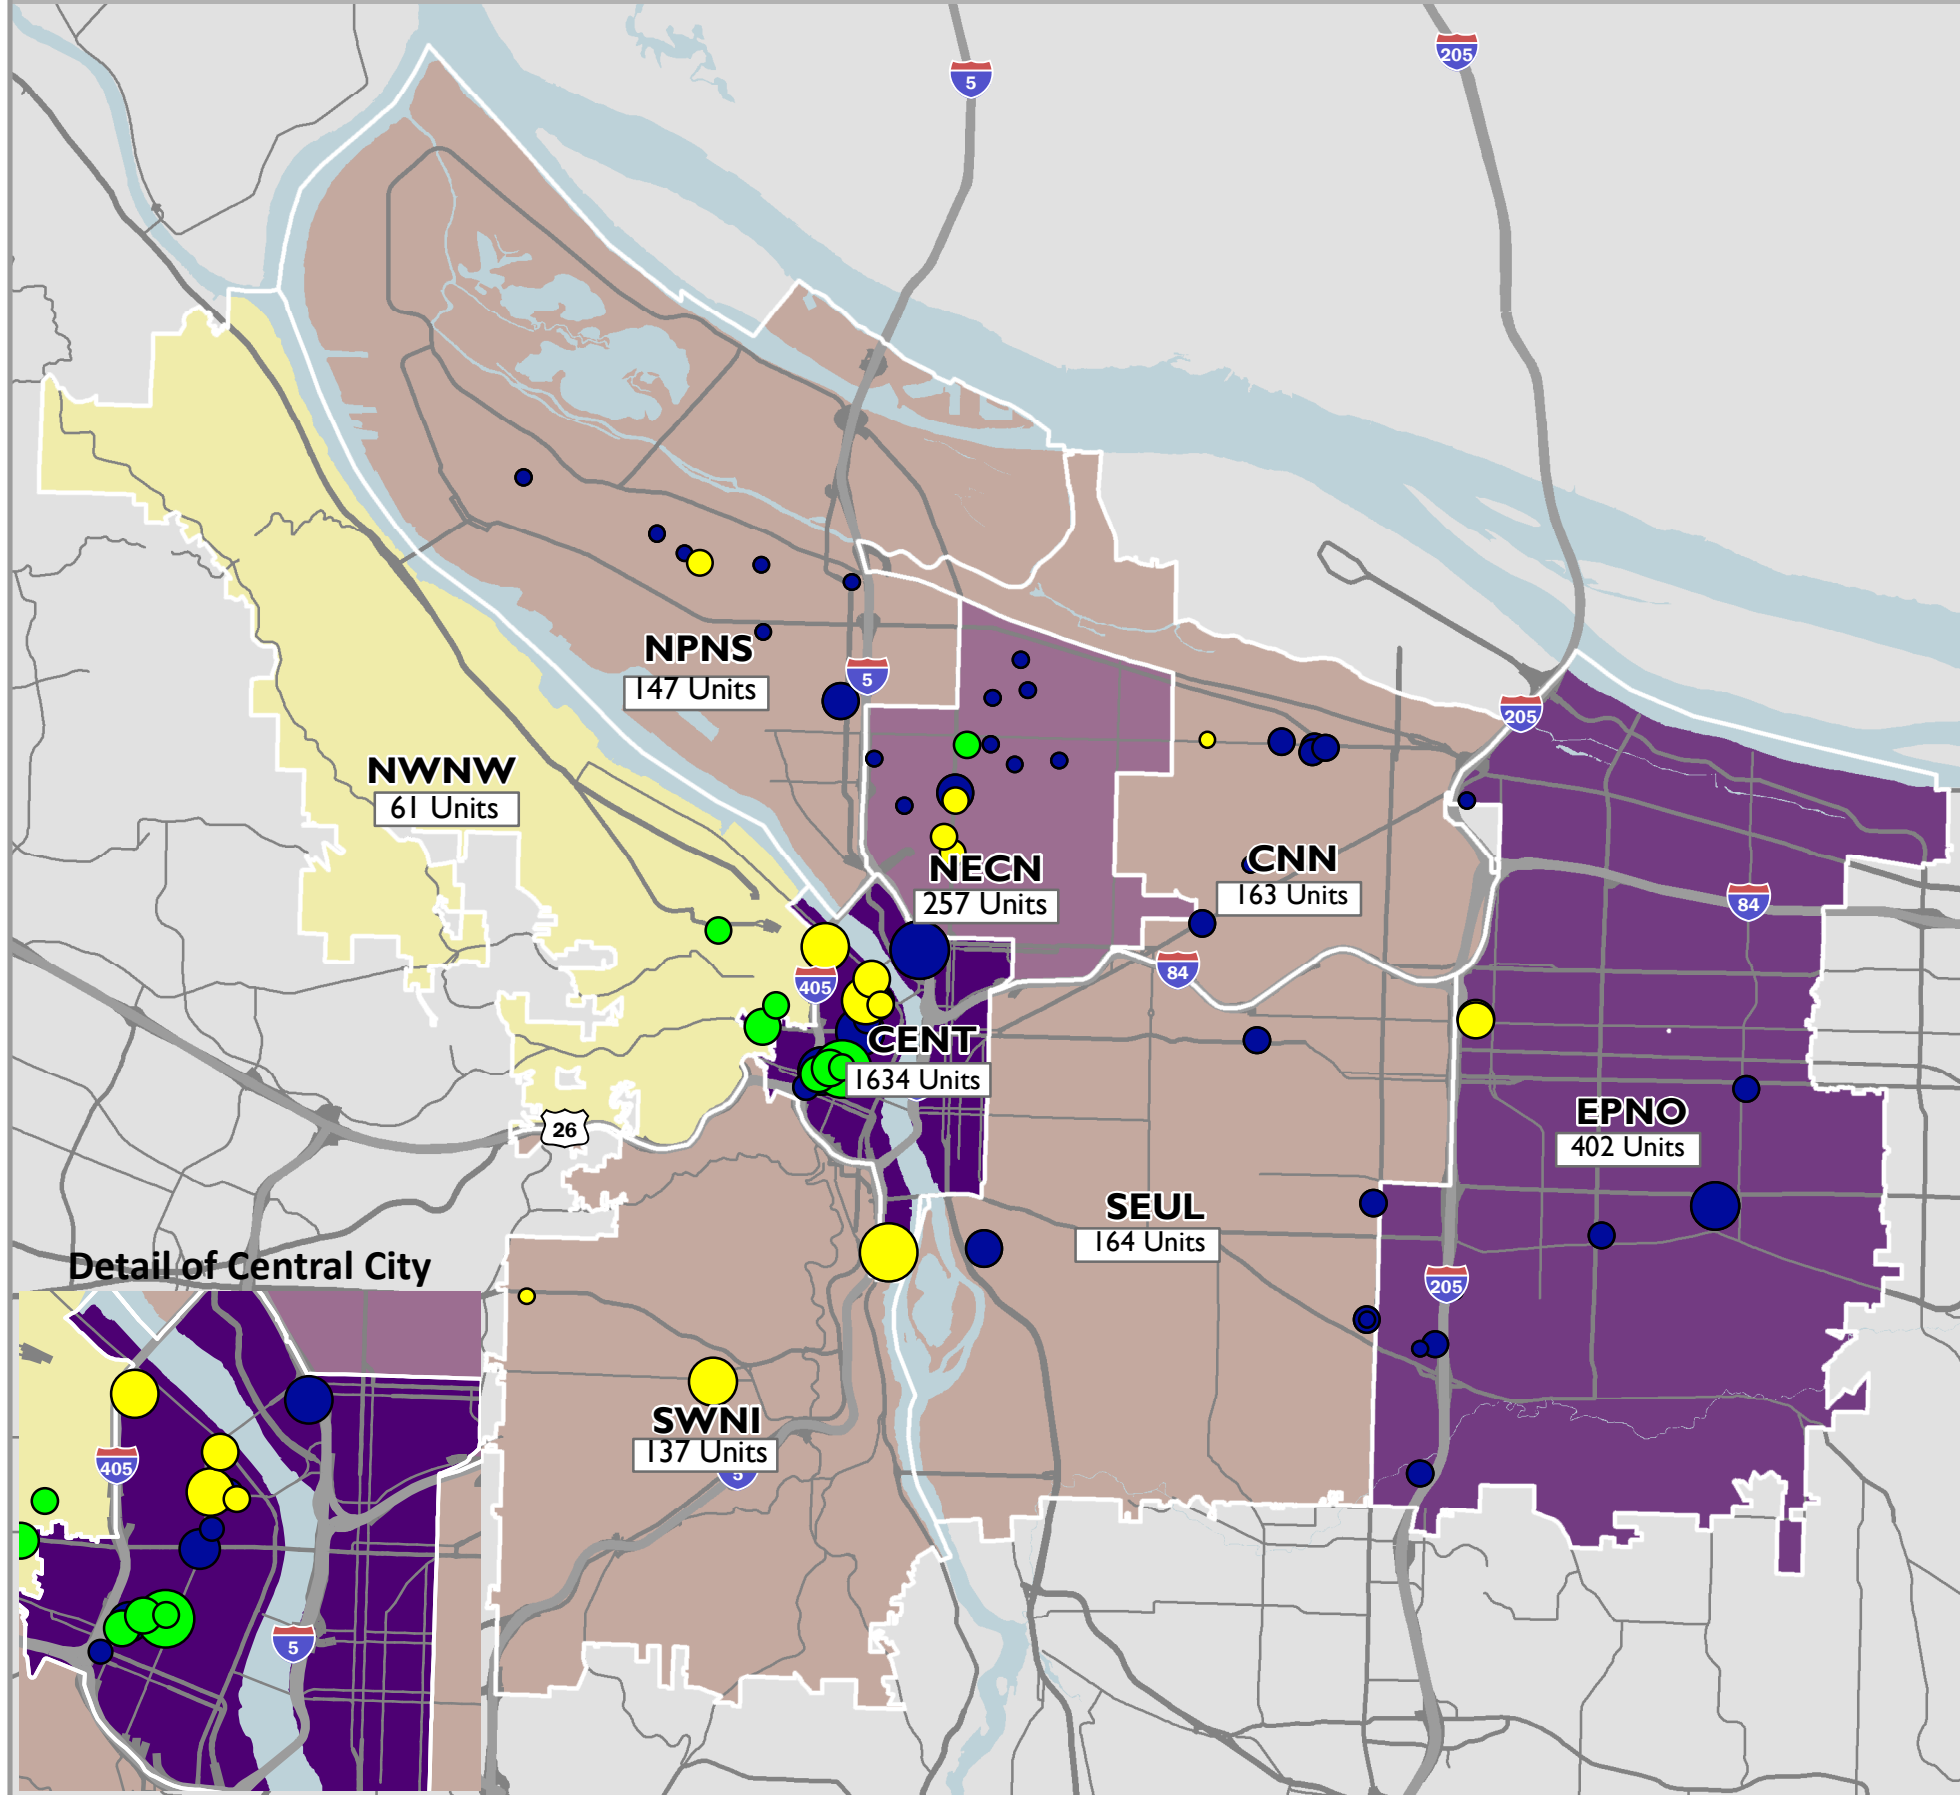 205
5
NPNS
147 Units
5
205
NWNW
61 Units
NECN
257 Units
CNN
163 Units
84
84
405
CENT
1634 Units
26
EPNO
402 Units
SEUL
164 Units
205
Detail of Central City
SWNI
137 Units
5
405
5